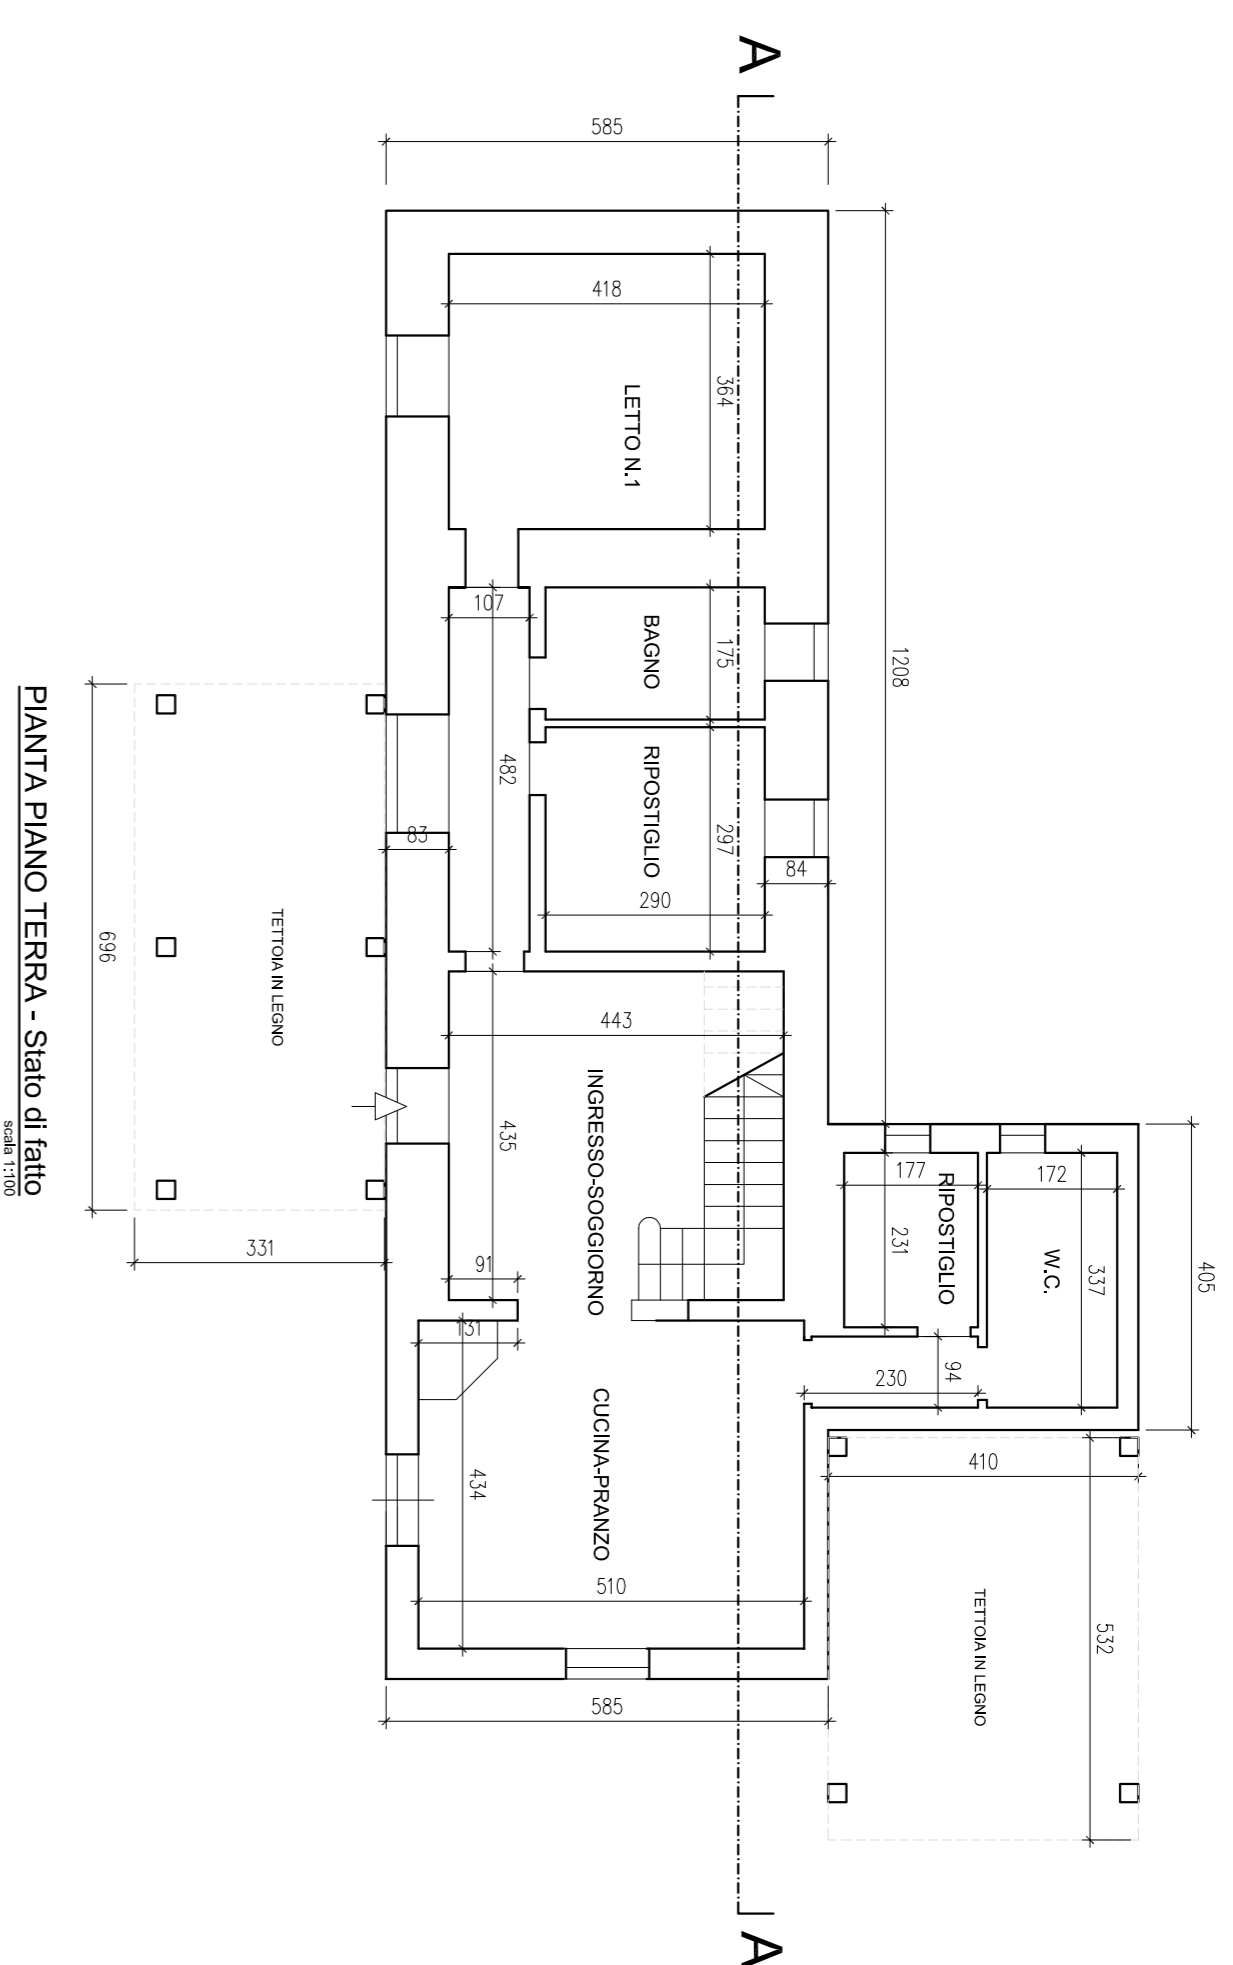 A
585
1208
418
364
LETTO N.1
107
BAGNO
175
482
RIPOSTIGLIO
297
83
84
290
696
TETTOIA IN LEGNO
331
443
INGRESSO-SOGGIORNO
435
91
131
177
RIPOSTIGLIO
231
172
W.C.
337
405
230
94
CUCINA-PRANZO
434
510
585
410
532
TETTOIA IN LEGNO
A
PIANTA PIANO TERRA - Stato di fatto
scala 1:100